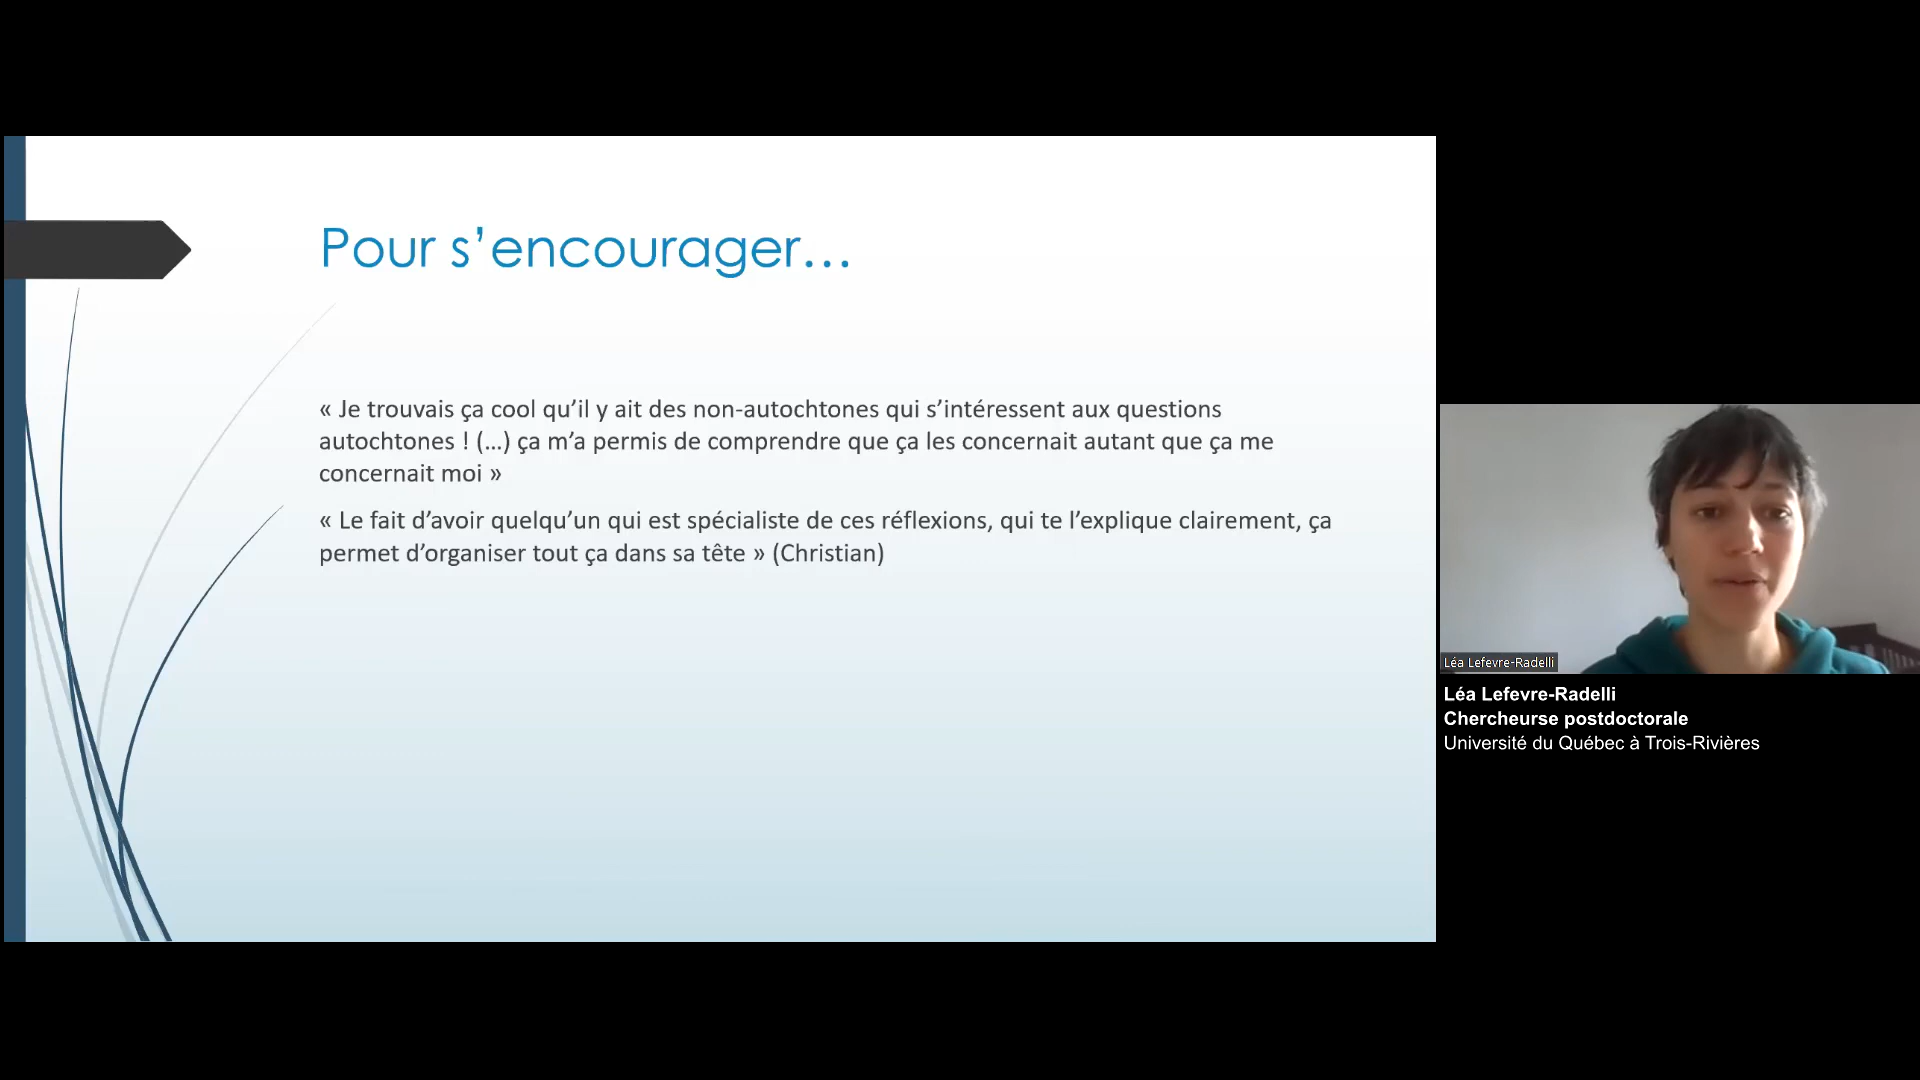 Pour s’encourager…
« Je trouvais ça cool qu’il y ait des non-autochtones qui s’intéressent aux questions
autochtones ! (…) ça m’a permis de comprendre que ça les concernait autant que ça me
concernait moi »
« Le fait d’avoir quelqu’un qui est spécialiste de ces réflexions, qui te l’explique clairement, ça
permet d’organiser tout ça dans sa tête » (Christian)
Léa Lefevre-Radelli
Léa Lefevre-Radelli
Chercheurse postdoctorale
Université du Québec à Trois-Rivières